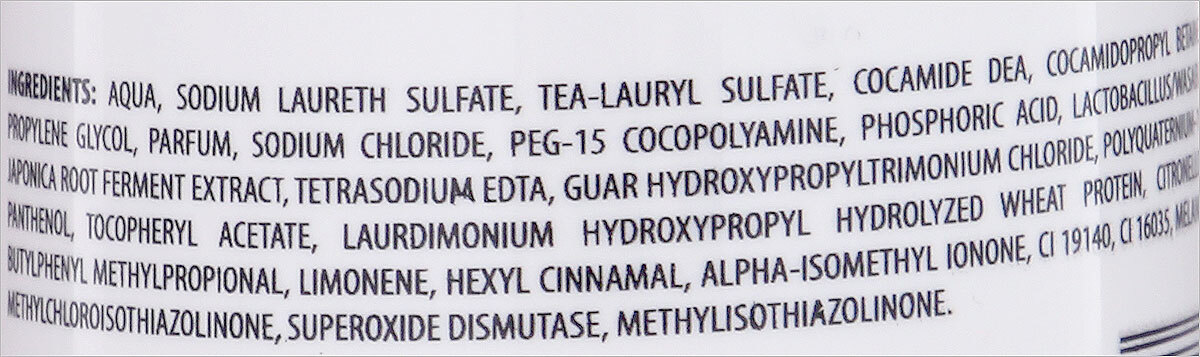 INGREDIENTS: AQUA, SODIUM LAURETH SULFATE, TEA-LAURYL SULFATE, COCAMIDE DEA, COCAMIDOPROPYL
PROPYLENE GLYCOL, PARFUM, SODIUM CHLORIDE, PEG-15 COCOPOLYAMINE, PHOSPHORIC ACID, LACTOBACILLUS/
JAPONICA ROOT FERMENT EXTRACT, TETRASODIUM EDTA, GUAR HYDROXYPROPYLTRIMONIUM CHLORIDE,
PANTHENOL, TOCOPHERYL ACETATE, LAURDIMONIUM HYDROXYPROPYL HYDROLYZED WHEAT PROTEIN,
BUTYLPHENYL METHYLPROPIONAL, LIMONENE, HEXYL CINNAMAL, ALPHA-ISOMETHYL IONONE, CI 19140, CI 16035,
METHYLCHLOROISOTHIAZOLINONE, SUPEROXIDE DISMUTASE, METHYLISOTHIAZOLINONE.